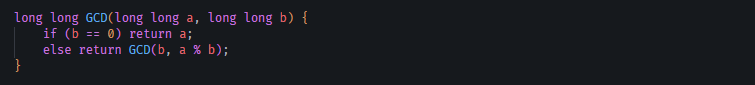 long long GCD(long long a, long long b) {
    if (b == 0) return a;
    else return GCD(b, a % b);
}